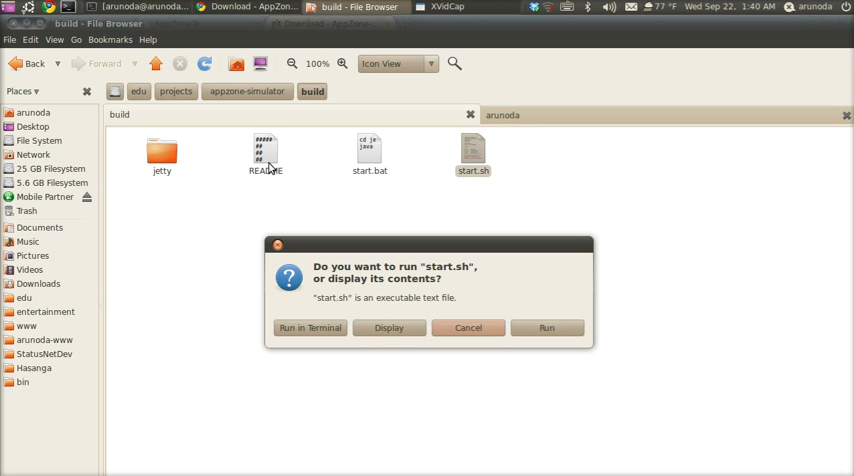 [arunoda@arunoda... Download - AppZon... build - File Browser XVidCap 77 °F Wed Sep 22, 1:40 AM arunoda
build - File Browser
File Edit View Go Bookmarks Help
Back Forward 100% Icon View
Places edu projects appzone-simulator build
build arunoda
arunoda
Desktop
File System
Network
25 GB Filesystem
5.6 GB Filesystem
Mobile Partner
Trash
Documents
Music
Pictures
Videos
Downloads
edu
entertainment
www
arunoda-www
StatusNetDev
Hasanga
bin
jetty README start.bat start.sh
Do you want to run "start.sh",
or display its contents?
"start.sh" is an executable text file.
Run in Terminal Display Cancel Run